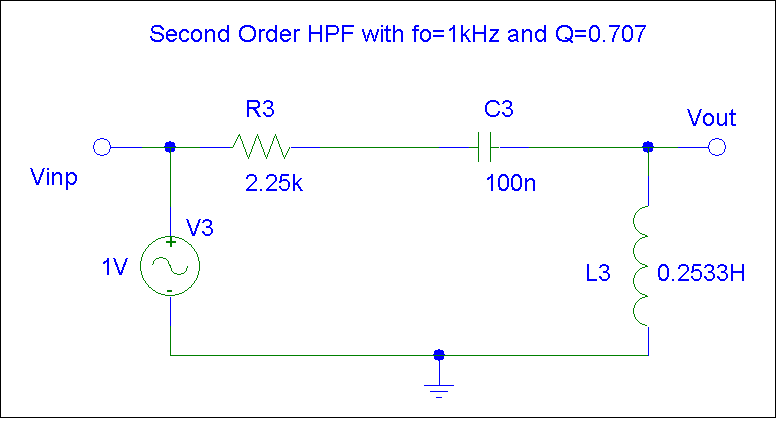 Second Order HPF with fo=1kHz and Q=0.707
R3
C3
Vout
Vinp
2.25k
100n
V3
+
1V
-
L3
0.2533H